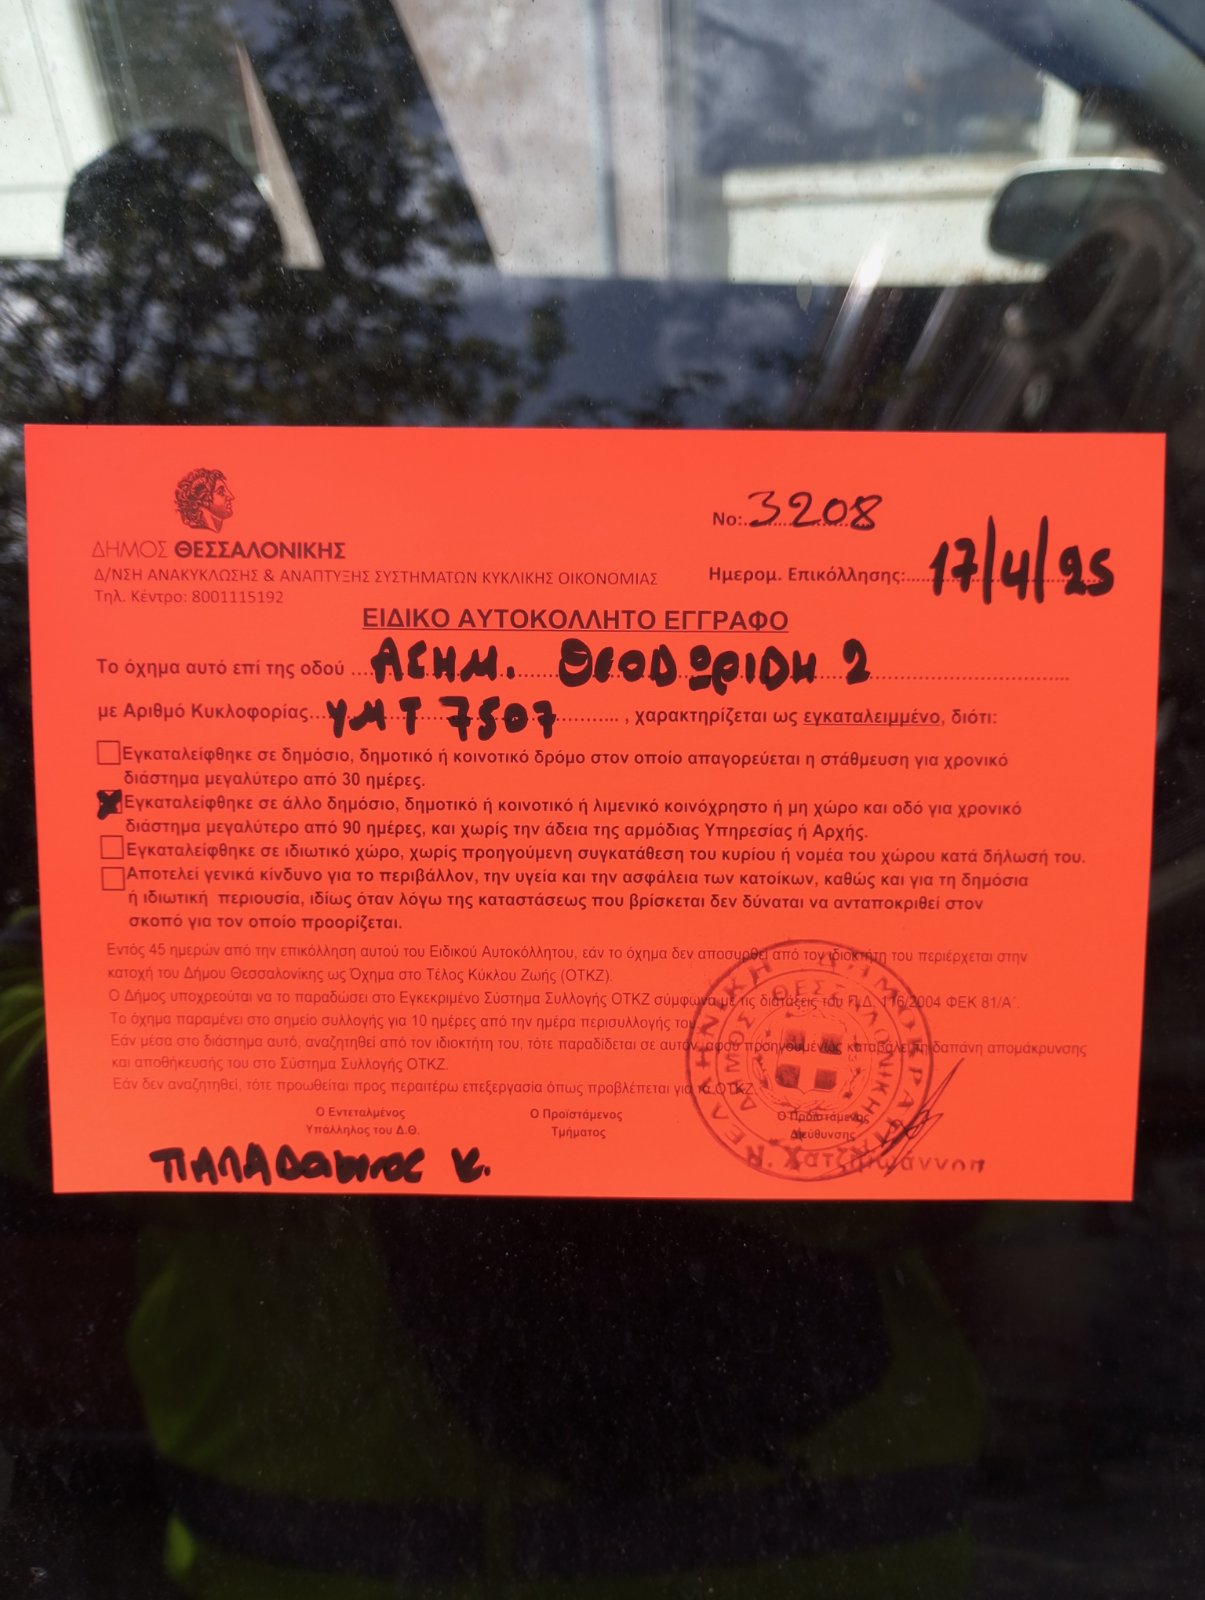 Νο:...3208
ΔΗΜΟΣ ΘΕΣΣΑΛΟΝΙΚΗΣ
Δ/ΝΣΗ ΑΝΑΚΥΚΛΩΣΗΣ & ΑΝΑΠΤΥΞΗΣ ΣΥΣΤΗΜΑΤΩΝ ΚΥΚΛΙΚΗΣ ΟΙΚΟΝΟΜΙΑΣ
Ημερομ. Επικόλλησης:...17/4/25
Τηλ. Κέντρο: 8001115192
ΕΙΔΙΚΟ ΑΥΤΟΚΟΛΛΗΤΟ ΕΓΓΡΑΦΟ
Το όχημα αυτό επί της οδού ...ΑΣΗΜ. ΘΕΟΔΩΡΙΔΗ 2...
με Αριθμό Κυκλοφορίας...ΥΜΤ 7507... , χαρακτηρίζεται ως εγκαταλειμμένο, διότι:
Εγκαταλείφθηκε σε δημόσιο, δημοτικό ή κοινοτικό δρόμο στον οποίο απαγορεύεται η στάθμευση για χρονικό
διάστημα μεγαλύτερο από 30 ημέρες.
Εγκαταλείφθηκε σε άλλο δημόσιο, δημοτικό ή κοινοτικό ή λιμενικό κοινόχρηστο ή μη χώρο και οδό για χρονικό
διάστημα μεγαλύτερο από 90 ημέρες, και χωρίς την άδεια της αρμόδιας Υπηρεσίας ή Αρχής.
Εγκαταλείφθηκε σε ιδιωτικό χώρο, χωρίς προηγούμενη συγκατάθεση του κυρίου ή νομέα του χώρου κατά δήλωσή του.
Αποτελεί γενικά κίνδυνο για το περιβάλλον, την υγεία και την ασφάλεια των κατοίκων, καθώς και για τη δημόσια
ή ιδιωτική περιουσία, ιδίως όταν λόγω της καταστάσεως που βρίσκεται δεν δύναται να ανταποκριθεί στον
σκοπό για τον οποίο προορίζεται.
Εντός 45 ημερών από την επικόλληση αυτού του Ειδικού Αυτοκόλλητου, εάν το όχημα δεν αποσυρθεί από τον ιδιοκτήτη του περιέρχεται στην
κατοχή του Δήμου Θεσσαλονίκης ως Όχημα στο Τέλος Κύκλου Ζωής (ΟΤΚΖ).
Ο Δήμος υποχρεούται να το παραδώσει στο Εγκεκριμένο Σύστημα Συλλογής ΟΤΚΖ σύμφωνα με τις διατάξεις του Π.Δ. 116/2004 ΦΕΚ 81/Α΄.
Το όχημα παραμένει στο σημείο συλλογής για 10 ημέρες από την ημέρα περισυλλογής του.
Εάν μέσα στο διάστημα αυτό, αναζητηθεί από τον ιδιοκτήτη του, τότε παραδίδεται σε αυτόν, αφού προηγουμένως καταβάλει τη δαπάνη απομάκρυνσης
και αποθήκευσής του στο Σύστημα Συλλογής ΟΤΚΖ.
Εάν δεν αναζητηθεί, τότε προωθείται προς περαιτέρω επεξεργασία όπως προβλέπεται για τα ΟΤΚΖ.
Ο Εντεταλμένος
Υπάλληλος του Δ.Θ.
Ο Προϊστάμενος
Τμήματος
Ο Προϊστάμενος
Διεύθυνσης
ΕΛΛΗΝΙΚΗ ΔΗΜΟΚΡΑΤΙΑ
ΔΗΜΟΣ ΘΕΣΣΑΛΟΝΙΚΗΣ
Ν. Χατζηιωάννου